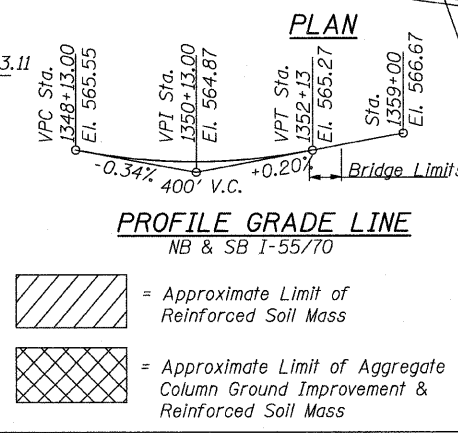 PLAN
3.11
VPC Sta.
1348+13.00
El. 565.55
VPI Sta.
1350+13.00
El. 564.87
VPT Sta.
1352+13
El. 565.27
Sta.
1359+00
El. 566.67
-0.34%
400' V.C.
+0.20%
Bridge Limits
PROFILE GRADE LINE
NB & SB I-55/70
= Approximate Limit of
Reinforced Soil Mass
= Approximate Limit of Aggregate
Column Ground Improvement &
Reinforced Soil Mass